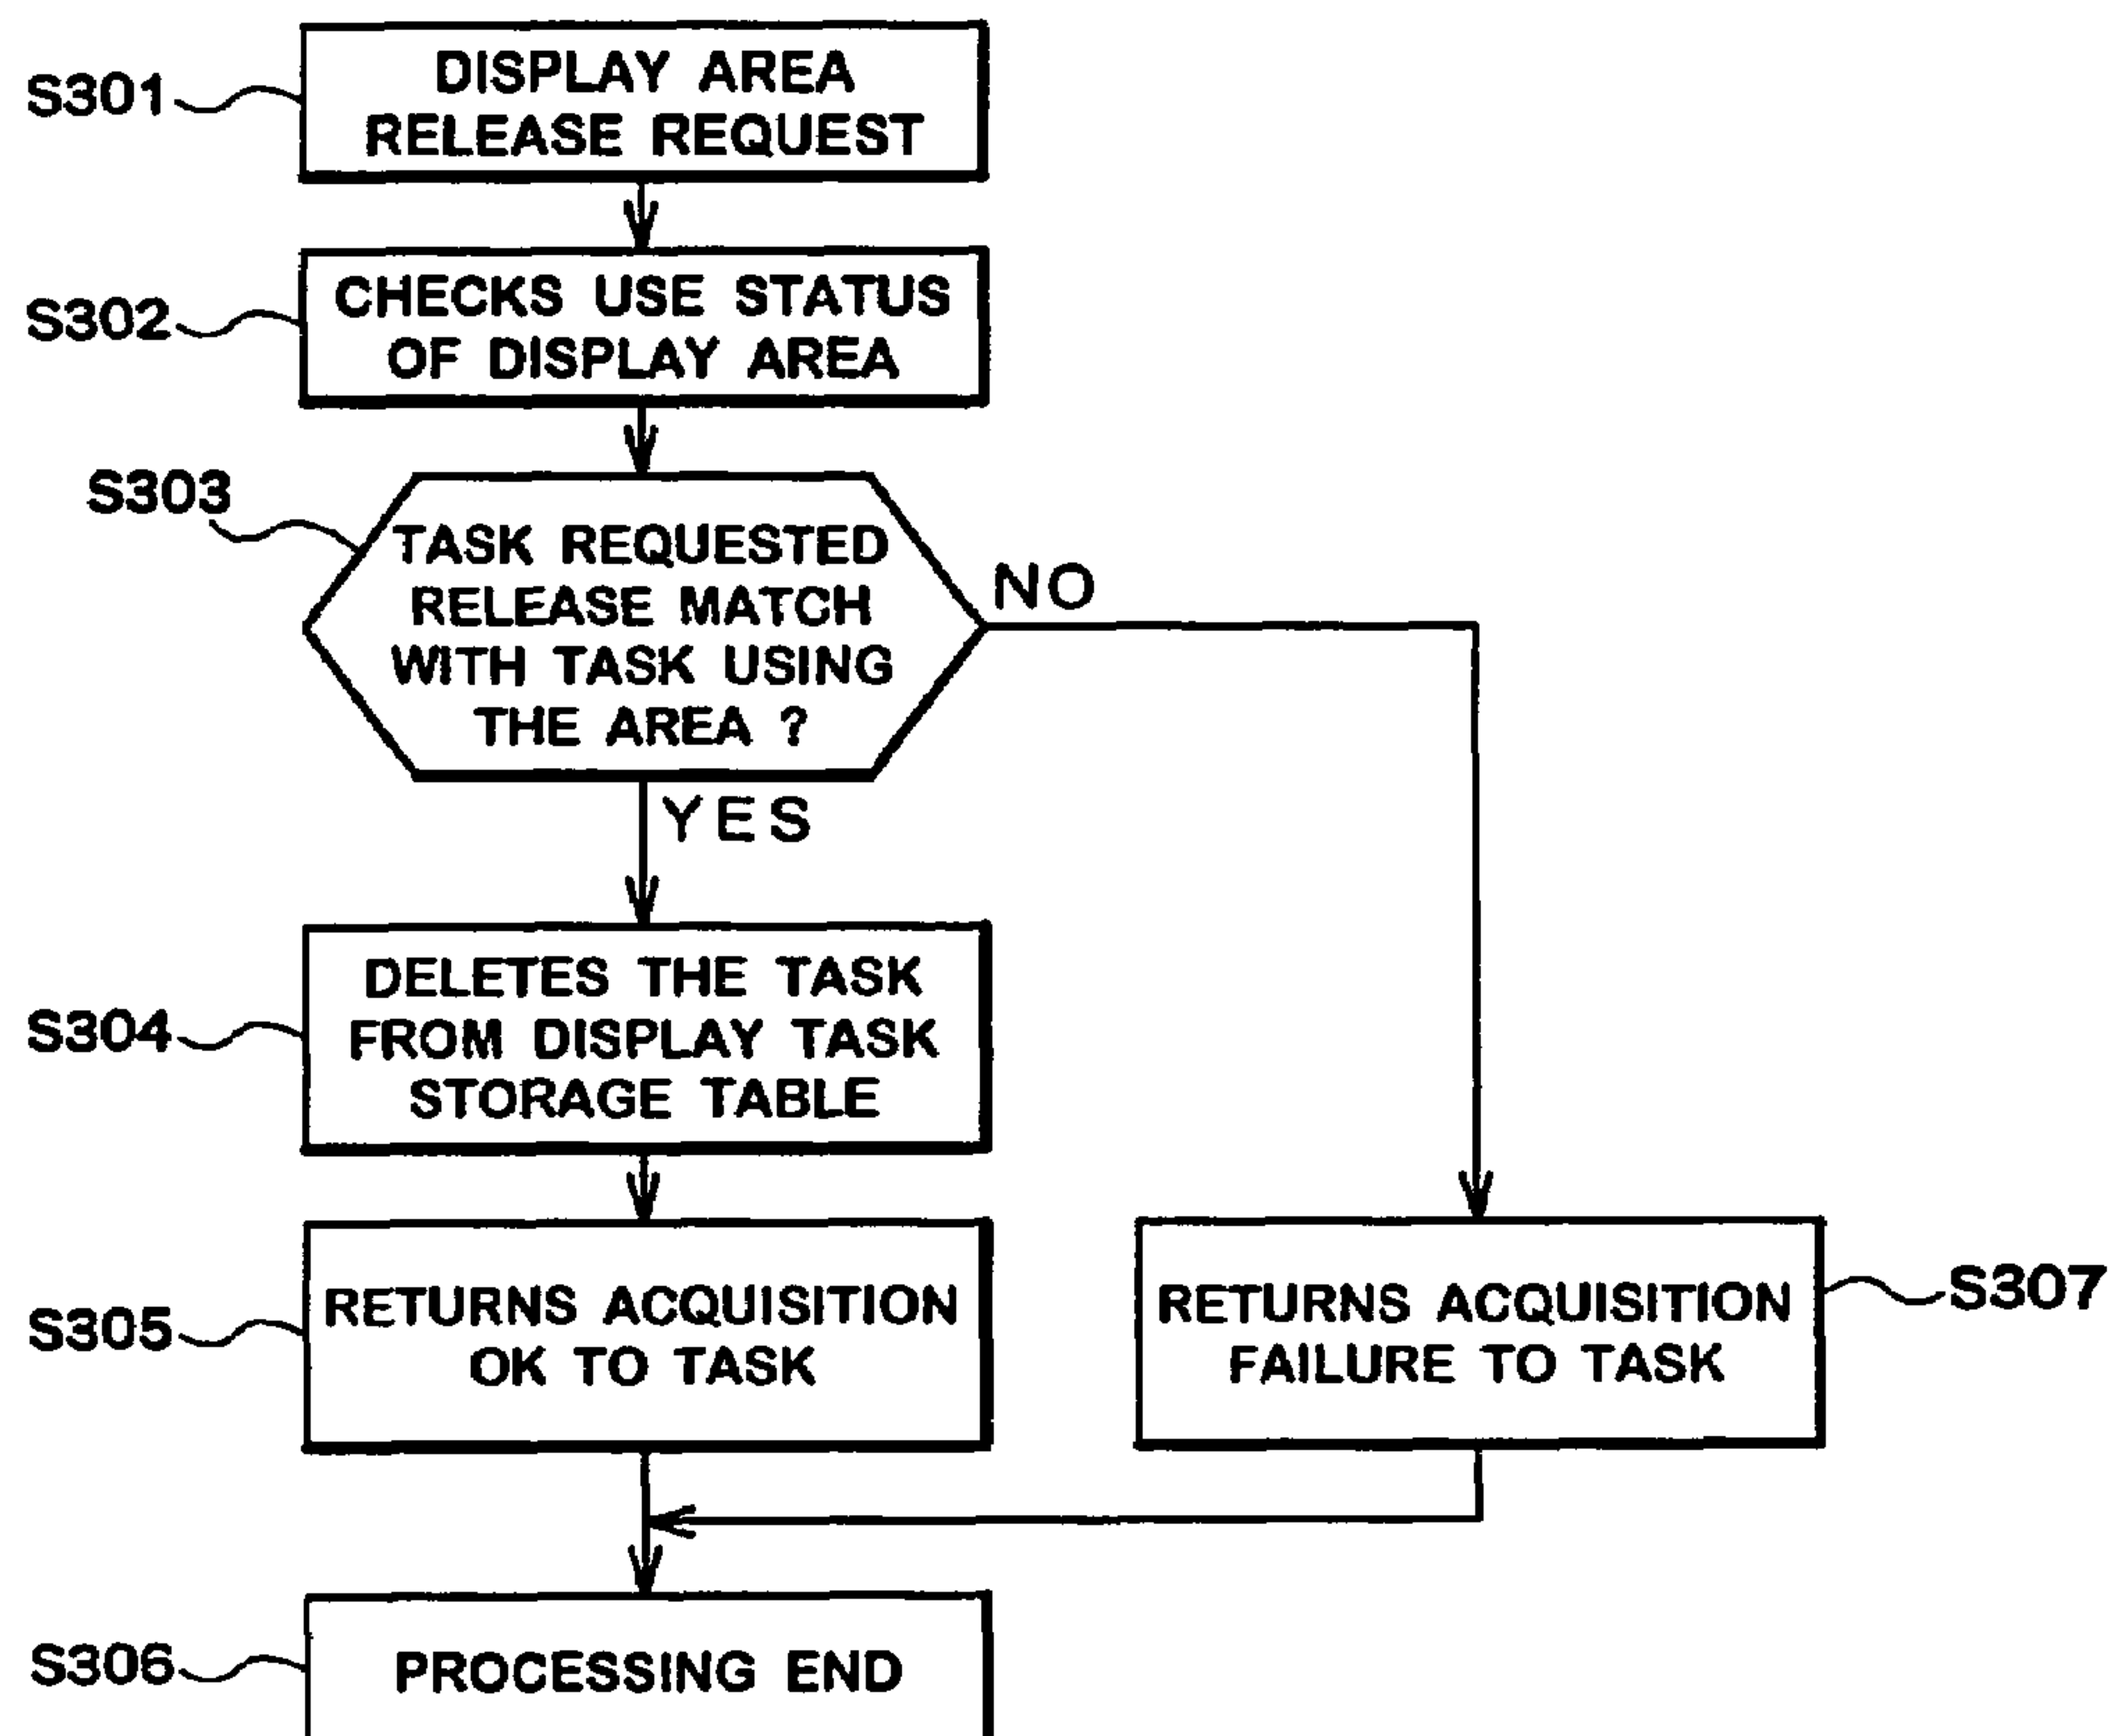 S301
DISPLAY AREA
RELEASE REQUEST
S302
CHECKS USE STATUS
OF DISPLAY AREA
S303
TASK REQUESTED
RELEASE MATCH
WITH TASK USING
THE AREA ?
NO
YES
S304
DELETES THE TASK
FROM DISPLAY TASK
STORAGE TABLE
S305
RETURNS ACQUISITION
OK TO TASK
RETURNS ACQUISITION
FAILURE TO TASK
S307
S306
PROCESSING END